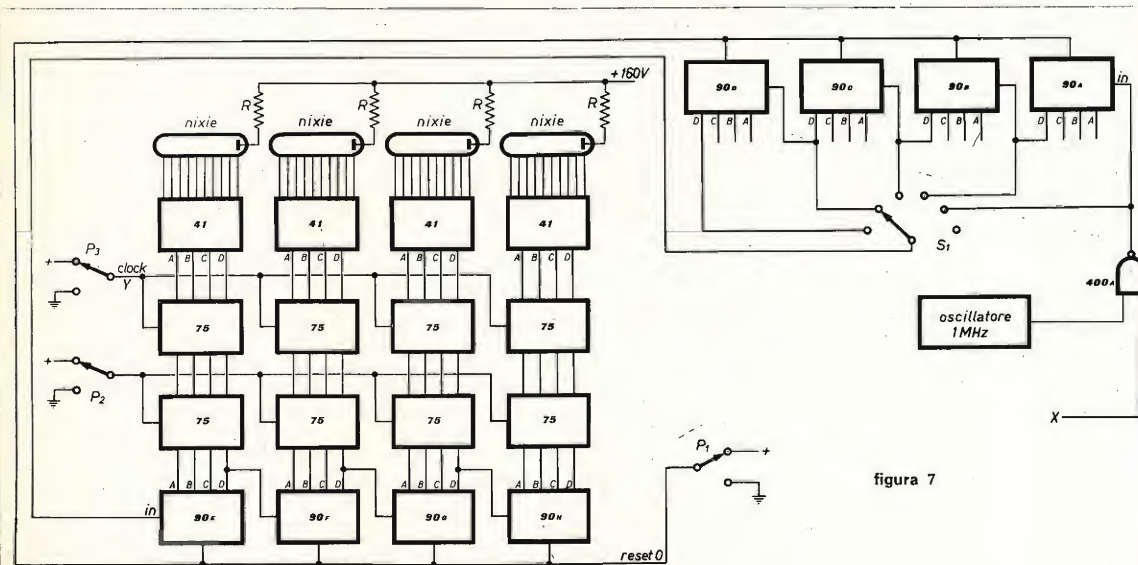 +160V
R
R
R
R
nixie
nixie
nixie
nixie
41
41
41
41
A B C D
A B C D
A B C D
A B C D
P3
+
clock
Y
75
75
75
75
+
P2
75
75
75
75
A B C D
A B C D
A B C D
A B C D
in
90E
90F
90G
90H
reset 0
90D
90C
90B
90A
in
D C B A
D C B A
D C B A
D C B A
S1
400A
oscillatore
1MHz
X
P1
+
figura 7